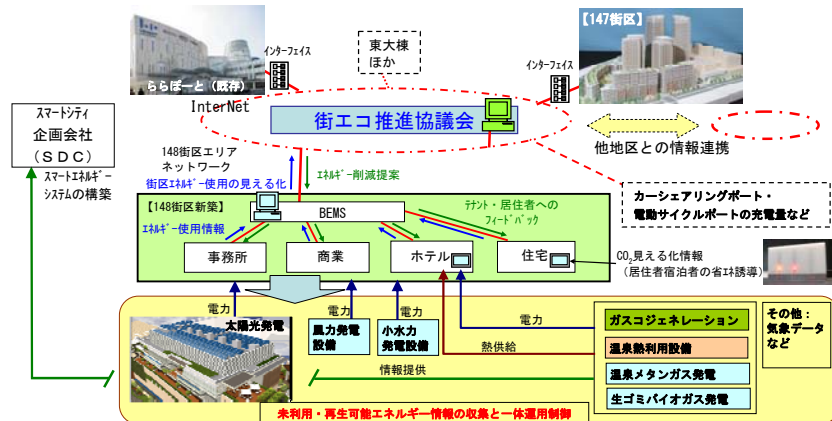 【147街区】
東大棟
ほか
インターフェイス
インターフェイス
ららぽーと（既存）
InterNet
街エコ推進協議会
他地区との情報連携
スマートシティ
企画会社
（ＳＤＣ）
スマートエネルギー
システムの構築
148街区エリア
ネットワーク
街区エネルギー使用の見える化
エネルギー削減提案
カーシェアリングポート・
電動サイクルポートの充電量など
【148街区新築】
BEMS
テナント・居住者への
フィードバック
エネルギー使用情報
事務所
商業
ホテル
住宅
CO2見える化情報
（居住者宿泊者の省エネ誘導）
電力
電力
電力
電力
太陽光発電
風力発電
設備
小水力
発電設備
熱供給
情報提供
ガスコジェネレーション
温泉熱利用設備
温泉メタンガス発電
生ゴミバイオガス発電
その他：
気象データ
など
未利用・再生可能エネルギー情報の収集と一体運用制御